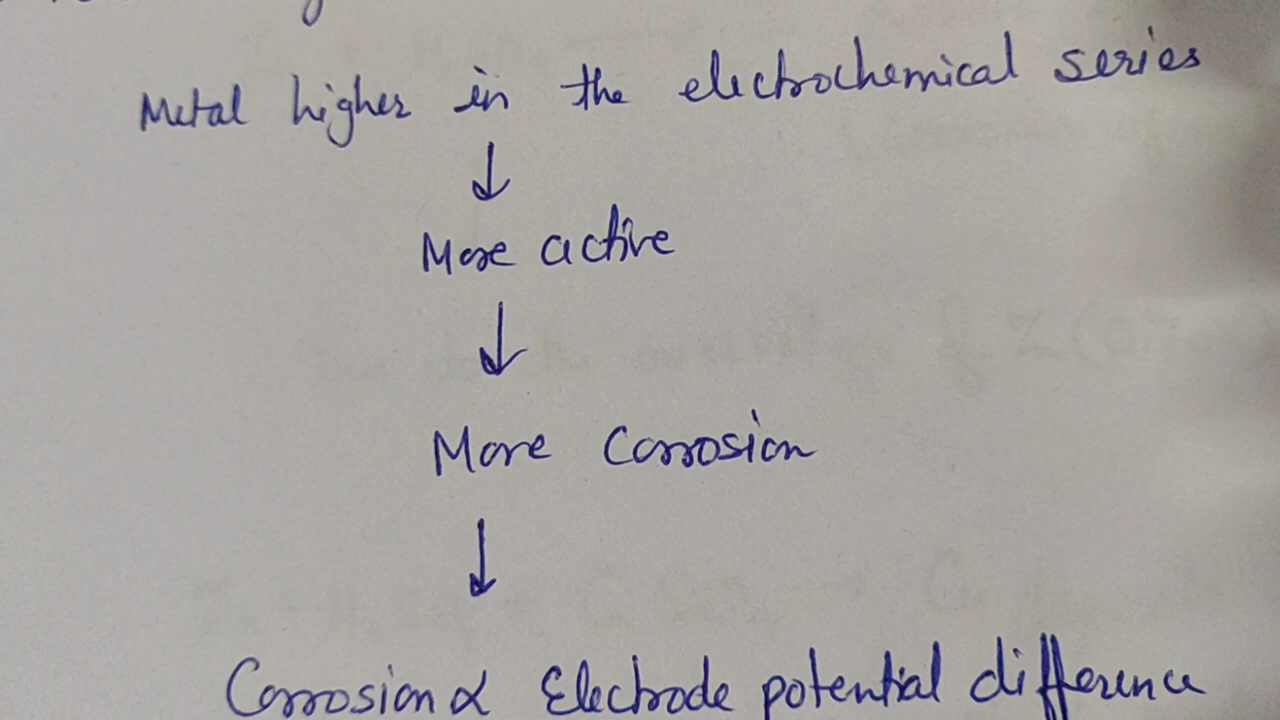 Metal higher in the electrochemical series
↓
More active
↓
More Corrosion
↓
Corrosion α Electrode potential difference